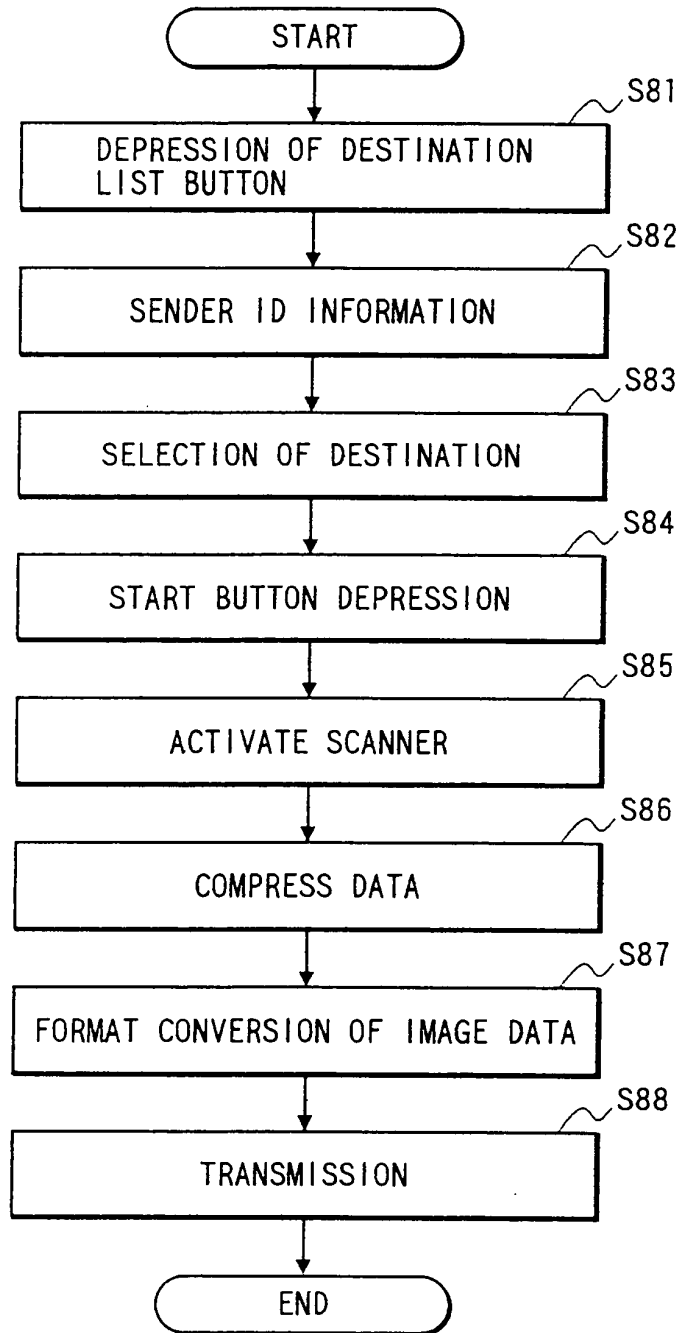 START
S81
DEPRESSION OF DESTINATION
LIST BUTTON
S82
SENDER ID INFORMATION
S83
SELECTION OF DESTINATION
S84
START BUTTON DEPRESSION
S85
ACTIVATE SCANNER
S86
COMPRESS DATA
S87
FORMAT CONVERSION OF IMAGE DATA
S88
TRANSMISSION
END